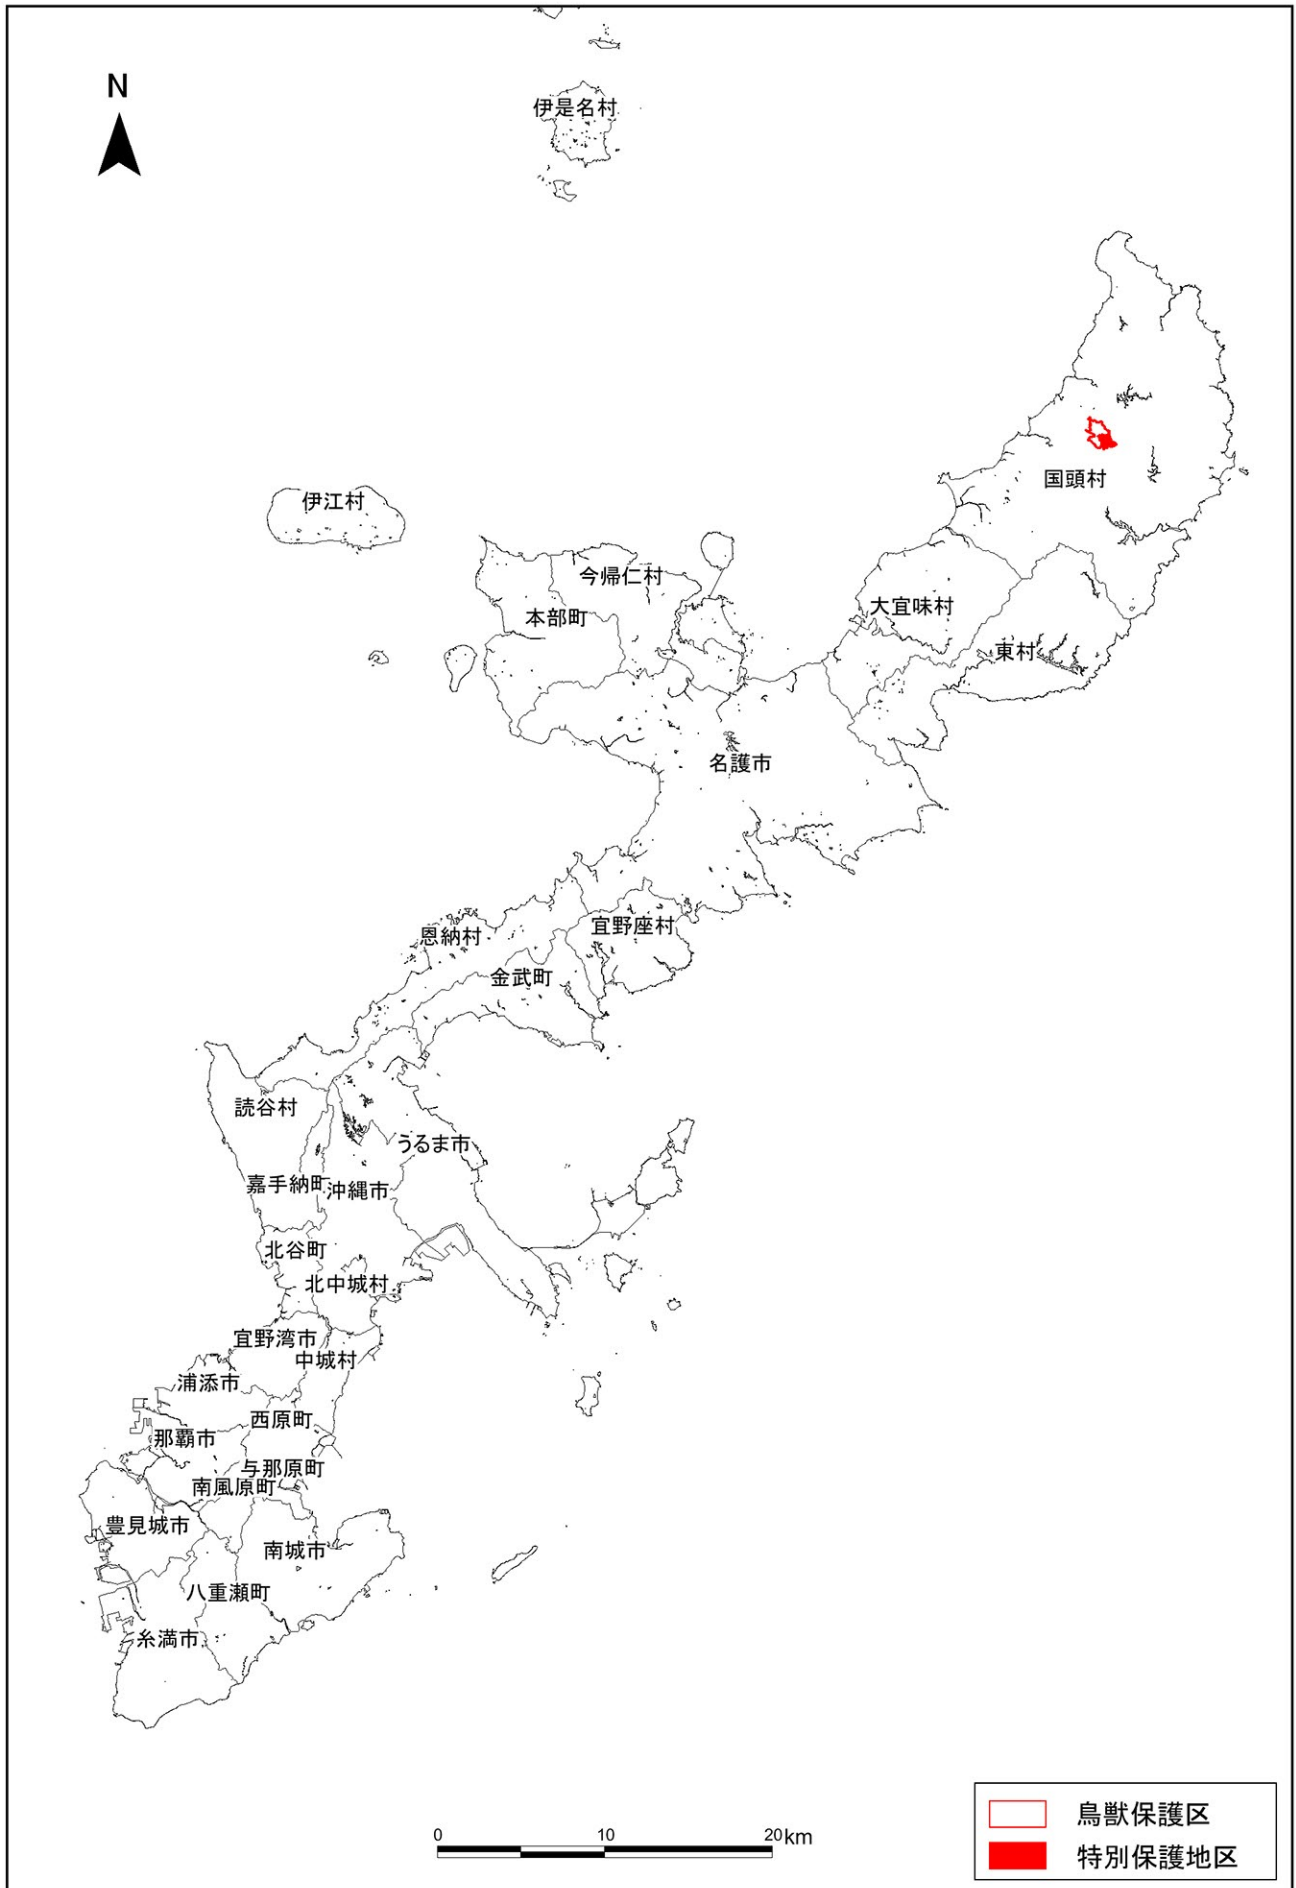 N
伊是名村
国頭村
伊江村
今帰仁村
本部町
大宜味村
東村
名護市
宜野座村
恩納村
金武町
読谷村
うるま市
嘉手納町
沖縄市
北谷町
北中城村
宜野湾市
中城村
浦添市
西原町
那覇市
与那原町
南風原町
豊見城市
南城市
八重瀬町
糸満市
0 10 20km
鳥獣保護区
特別保護地区